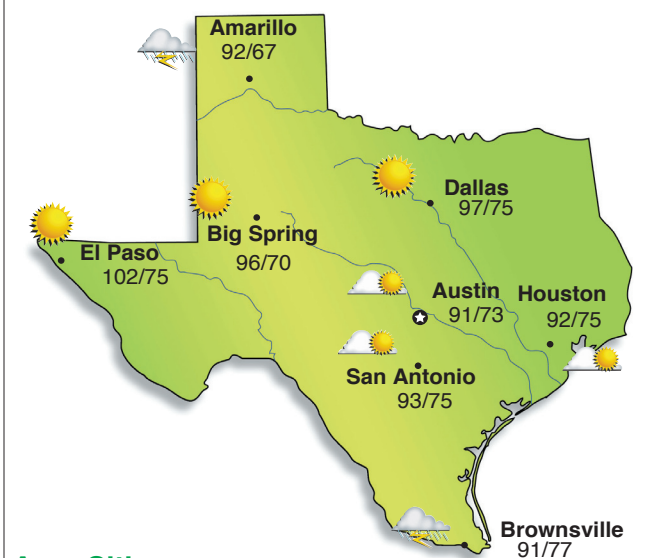 Amarillo
92/67
Dallas
97/75
Big Spring
96/70
El Paso
102/75
Austin
91/73
Houston
92/75
San Antonio
93/75
Brownsville
91/77